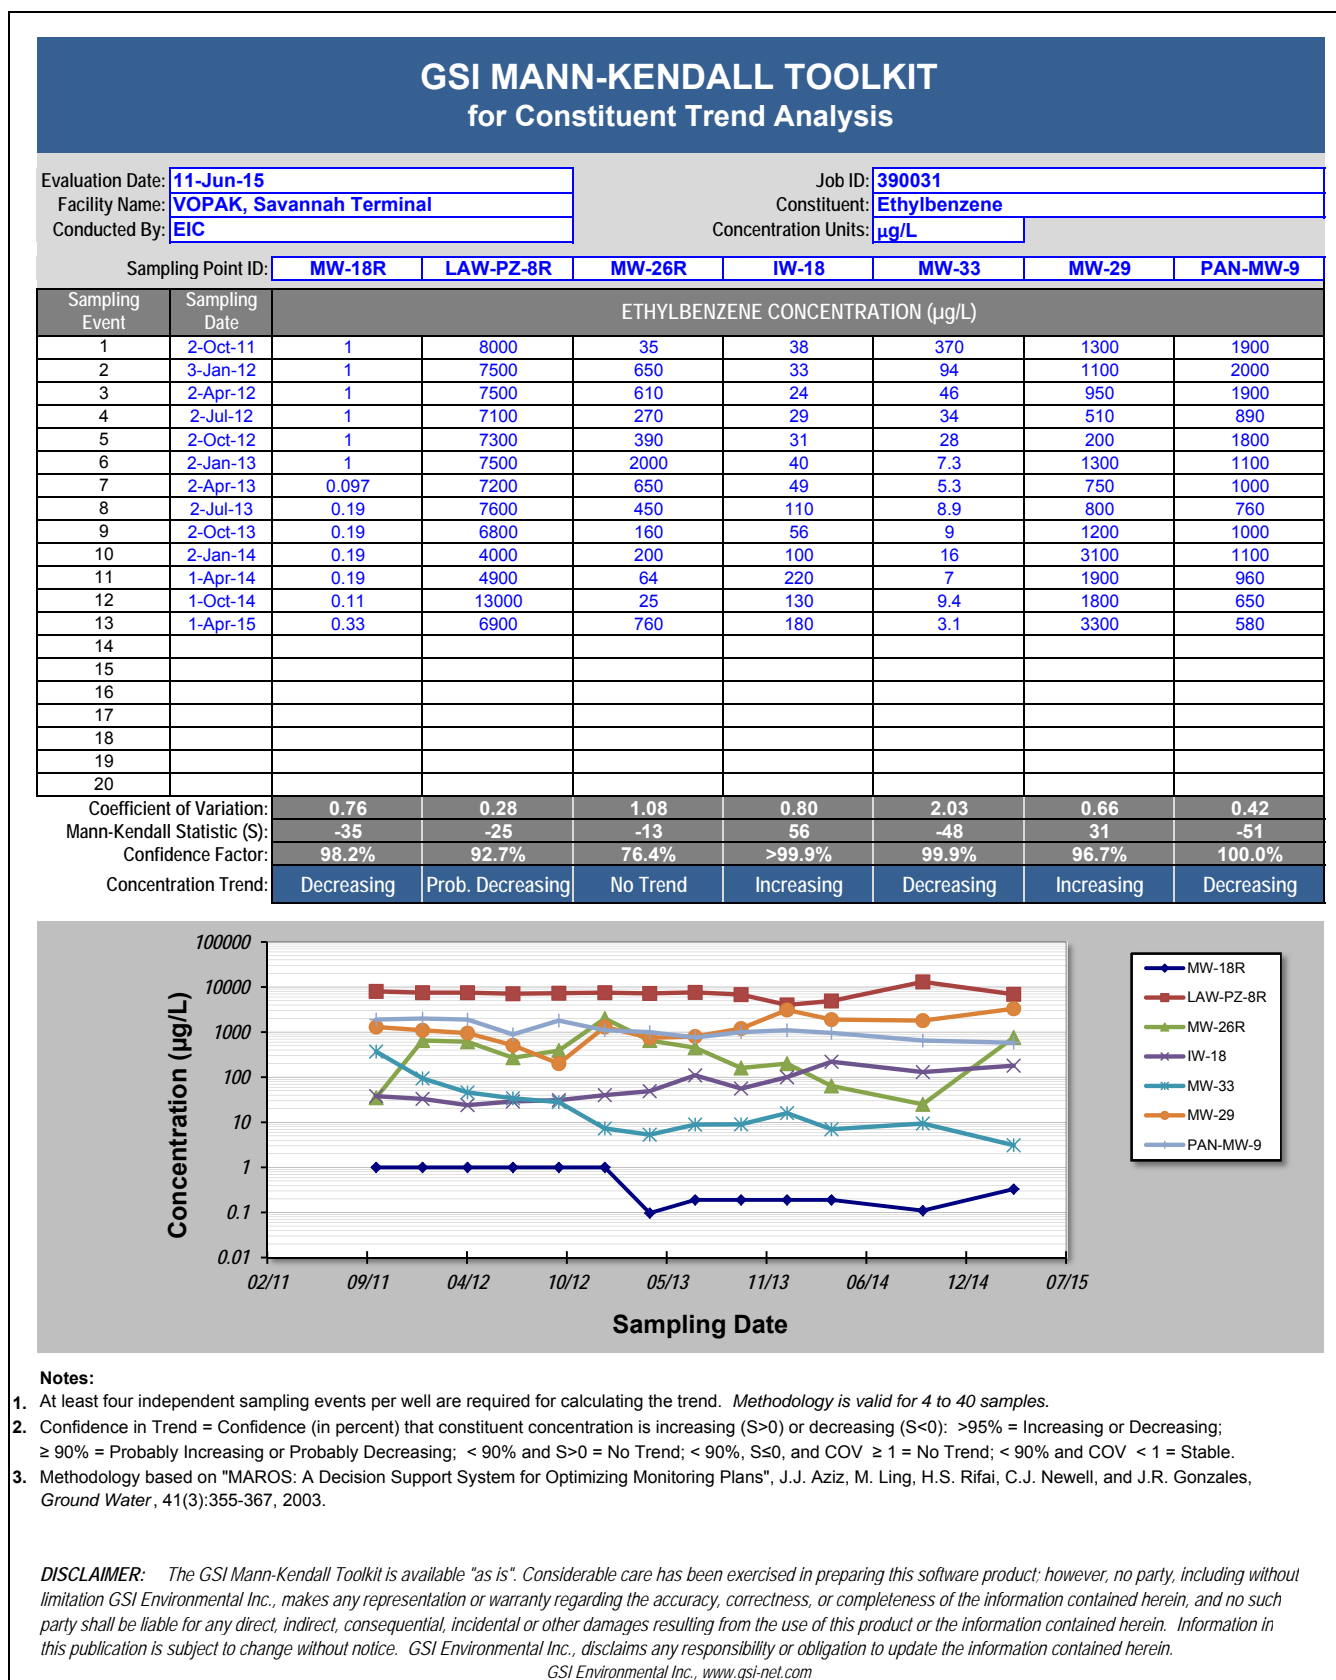 GSI MANN-KENDALL TOOLKIT
for Constituent Trend Analysis
Evaluation Date: 11-Jun-15 Job ID: 390031
Facility Name: VOPAK, Savannah Terminal Constituent: Ethylbenzene
Conducted By: EIC Concentration Units: µg/L
Sampling Point ID: MW-18R LAW-PZ-8R MW-26R IW-18 MW-33 MW-29 PAN-MW-9
Sampling Event Sampling Date ETHYLBENZENE CONCENTRATION (µg/L)
1 2-Oct-11 1 8000 35 38 370 1300 1900
2 3-Jan-12 1 7500 650 33 94 1100 2000
3 2-Apr-12 1 7500 610 24 46 950 1900
4 2-Jul-12 1 7100 270 29 34 510 890
5 2-Oct-12 1 7300 390 31 28 200 1800
6 2-Jan-13 1 7500 2000 40 7.3 1300 1100
7 2-Apr-13 0.097 7200 650 49 5.3 750 1000
8 2-Jul-13 0.19 7600 450 110 8.9 800 760
9 2-Oct-13 0.19 6800 160 56 9 1200 1000
10 2-Jan-14 0.19 4000 200 100 16 3100 1100
11 1-Apr-14 0.19 4900 64 220 7 1900 960
12 1-Oct-14 0.11 13000 25 130 9.4 1800 650
13 1-Apr-15 0.33 6900 760 180 3.1 3300 580
14
15
16
17
18
19
20
Coefficient of Variation: 0.76 0.28 1.08 0.80 2.03 0.66 0.42
Mann-Kendall Statistic (S): -35 -25 -13 56 -48 31 -51
Confidence Factor: 98.2% 92.7% 76.4% >99.9% 99.9% 96.7% 100.0%
Concentration Trend: Decreasing Prob. Decreasing No Trend Increasing Decreasing Increasing Decreasing
Concentration (µg/L)
100000
10000
1000
100
10
1
0.1
0.01
02/11 09/11 04/12 10/12 05/13 11/13 06/14 12/14 07/15
Sampling Date
MW-18R
LAW-PZ-8R
MW-26R
IW-18
MW-33
MW-29
PAN-MW-9
Notes:
1. At least four independent sampling events per well are required for calculating the trend. Methodology is valid for 4 to 40 samples.
2. Confidence in Trend = Confidence (in percent) that constituent concentration is increasing (S>0) or decreasing (S<0): >95% = Increasing or Decreasing;
≥ 90% = Probably Increasing or Probably Decreasing; < 90% and S>0 = No Trend; < 90%, S≤0, and COV ≥ 1 = No Trend; < 90% and COV < 1 = Stable.
3. Methodology based on "MAROS: A Decision Support System for Optimizing Monitoring Plans", J.J. Aziz, M. Ling, H.S. Rifai, C.J. Newell, and J.R. Gonzales,
Ground Water, 41(3):355-367, 2003.
DISCLAIMER: The GSI Mann-Kendall Toolkit is available "as is". Considerable care has been exercised in preparing this software product; however, no party, including without
limitation GSI Environmental Inc., makes any representation or warranty regarding the accuracy, correctness, or completeness of the information contained herein, and no such
party shall be liable for any direct, indirect, consequential, incidental or other damages resulting from the use of this product or the information contained herein. Information in
this publication is subject to change without notice. GSI Environmental Inc., disclaims any responsibility or obligation to update the information contained herein.
GSI Environmental Inc., www.gsi-net.com